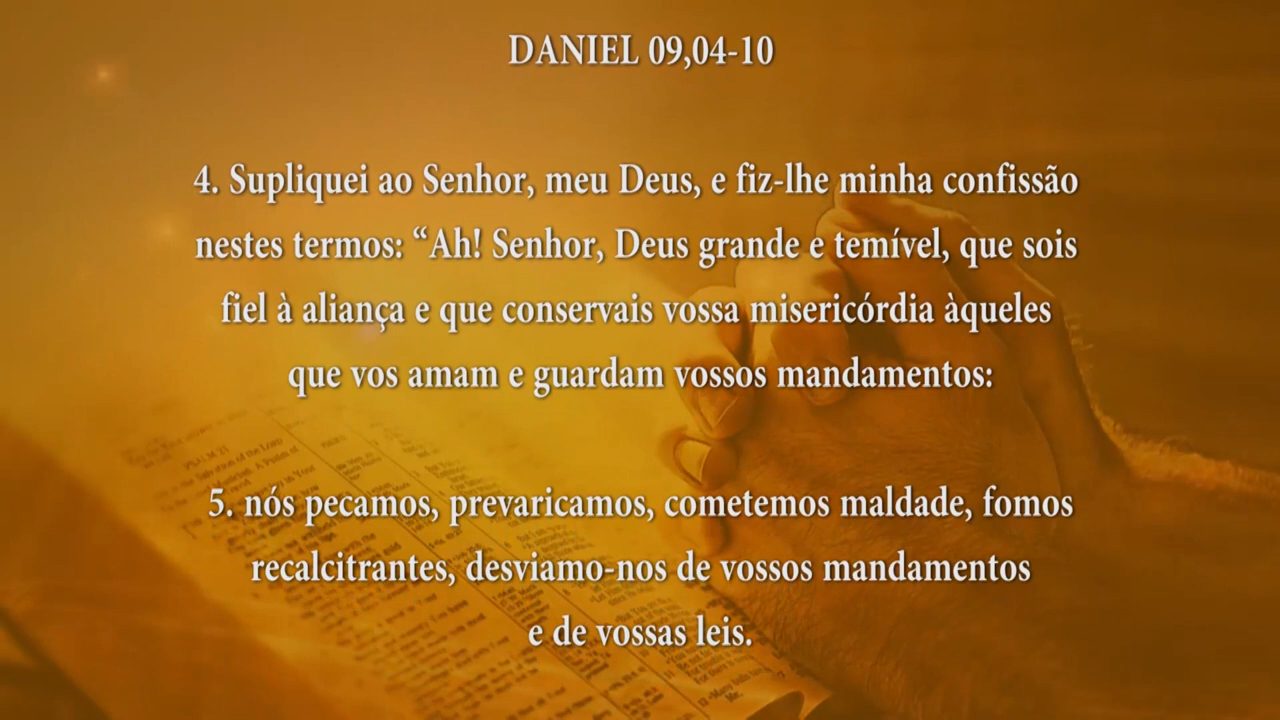 DANIEL 09,04-10
4. Supliquei ao Senhor, meu Deus, e fiz-lhe minha confissão
nestes termos: “Ah! Senhor, Deus grande e temível, que sois
fiel à aliança e que conservais vossa misericórdia àqueles
que vos amam e guardam vossos mandamentos:
5. nós pecamos, prevaricamos, cometemos maldade, fomos
recalcitrantes, desviamo-nos de vossos mandamentos
e de vossas leis.